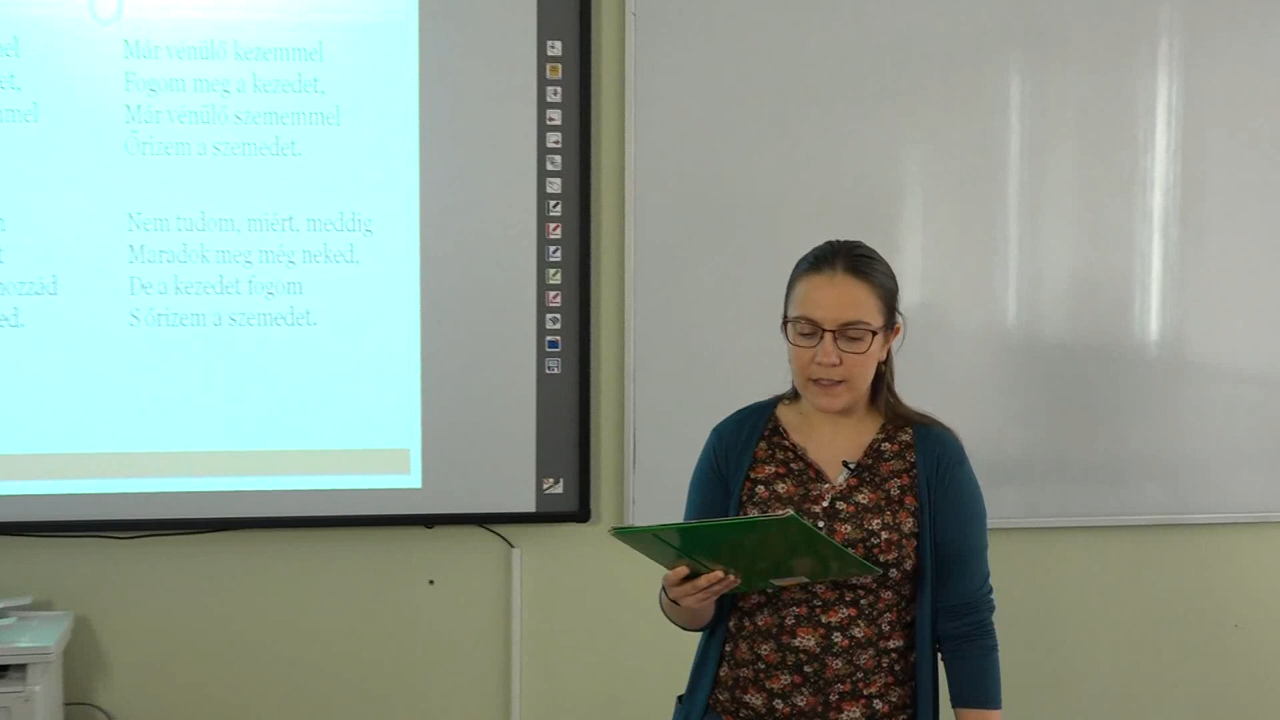 Már vénülő kezemmel
Fogom meg a kezedet,
Már vénülő szememmel
Őrizem a szemedet.
Nem tudom, miért, meddig
Maradok meg még neked,
De a kezedet fogom
S őrizem a szemedet.